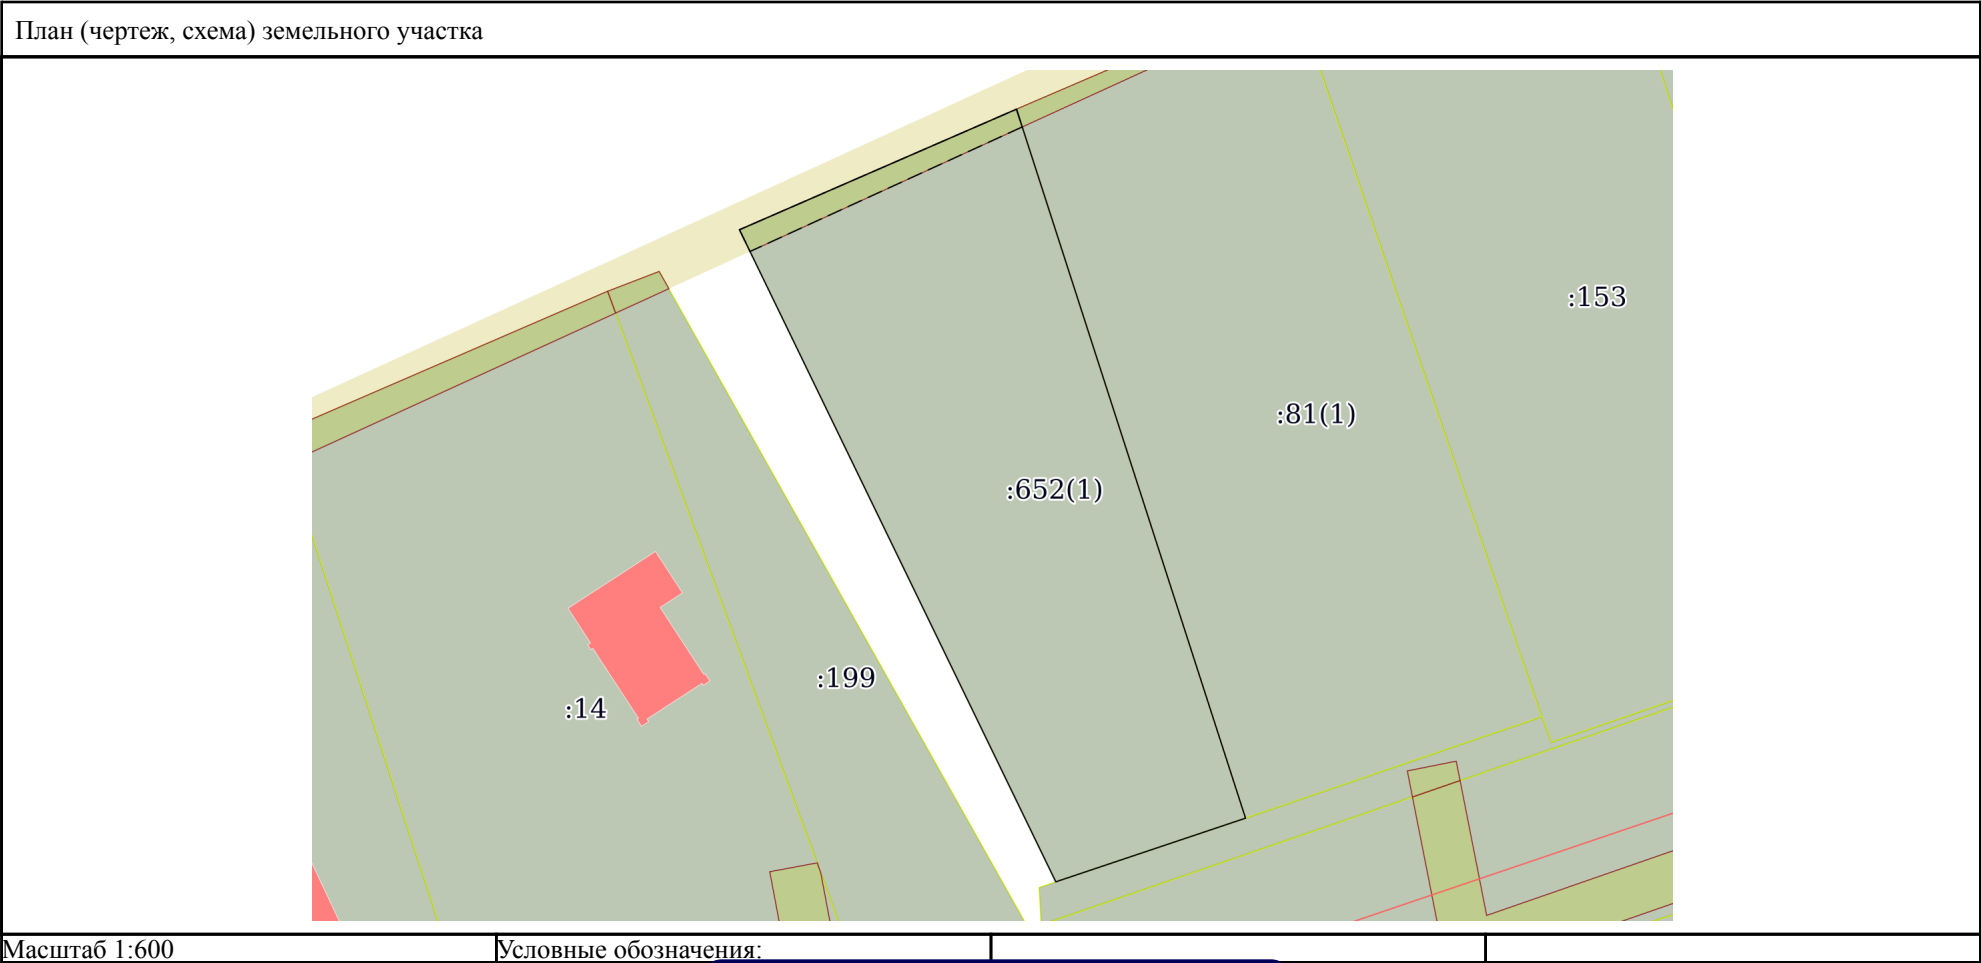 План (чертеж, схема) земельного участка
:153
:81(1)
:652(1)
:199
:14
Масштаб 1:600
Условные обозначения: